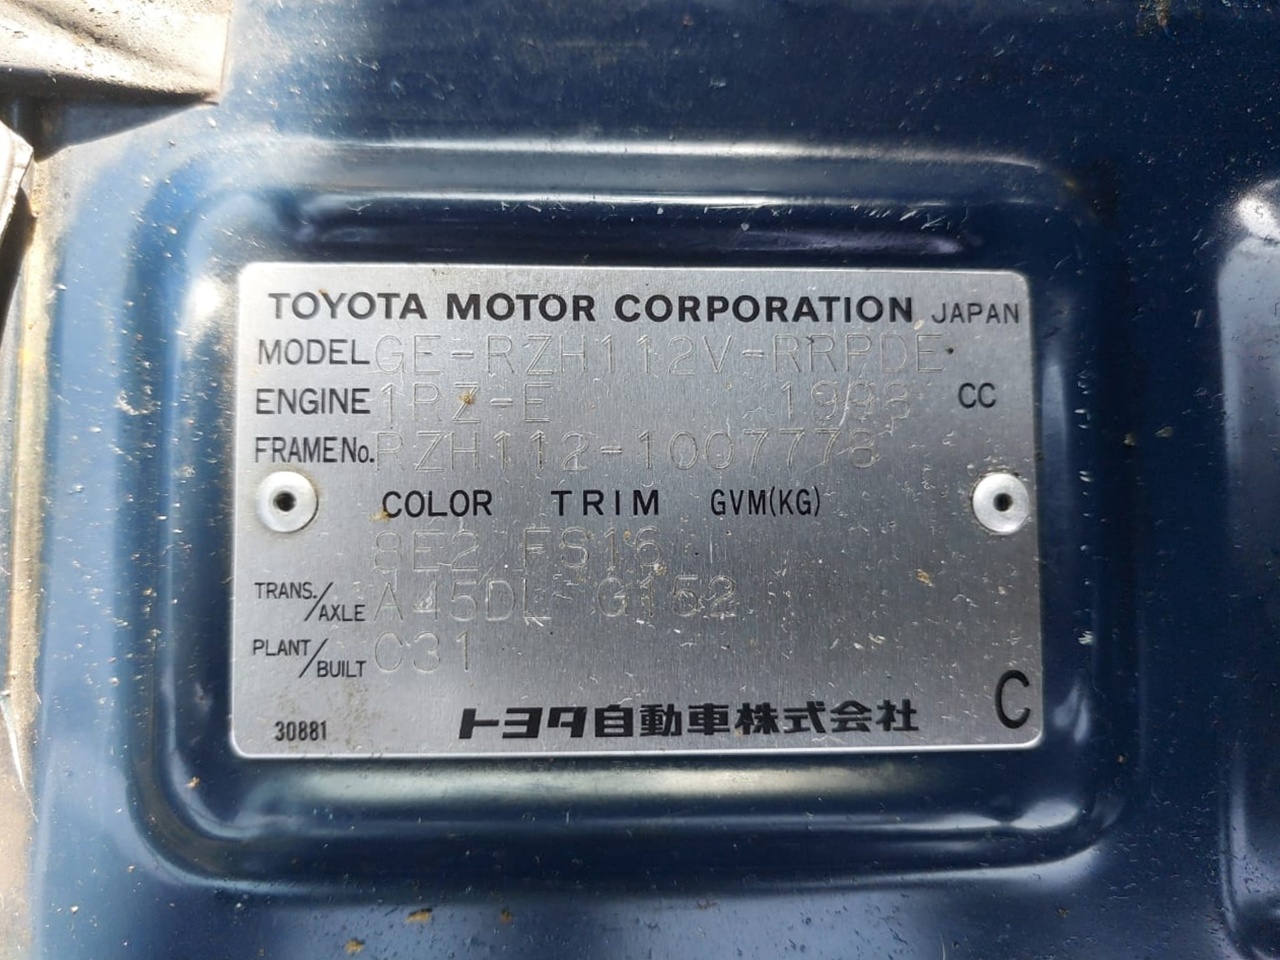 TOYOTA MOTOR CORPORATION JAPAN
MODEL GE-RZH112V-RRPDE
ENGINE 1RZ-E 1998 CC
FRAME No. RZH112-1007778
COLOR TRIM GVM(KG)
8E2 FS16
TRANS./AXLE A45DL G152
PLANT/BUILT C31
30881 トヨタ自動車株式会社 C